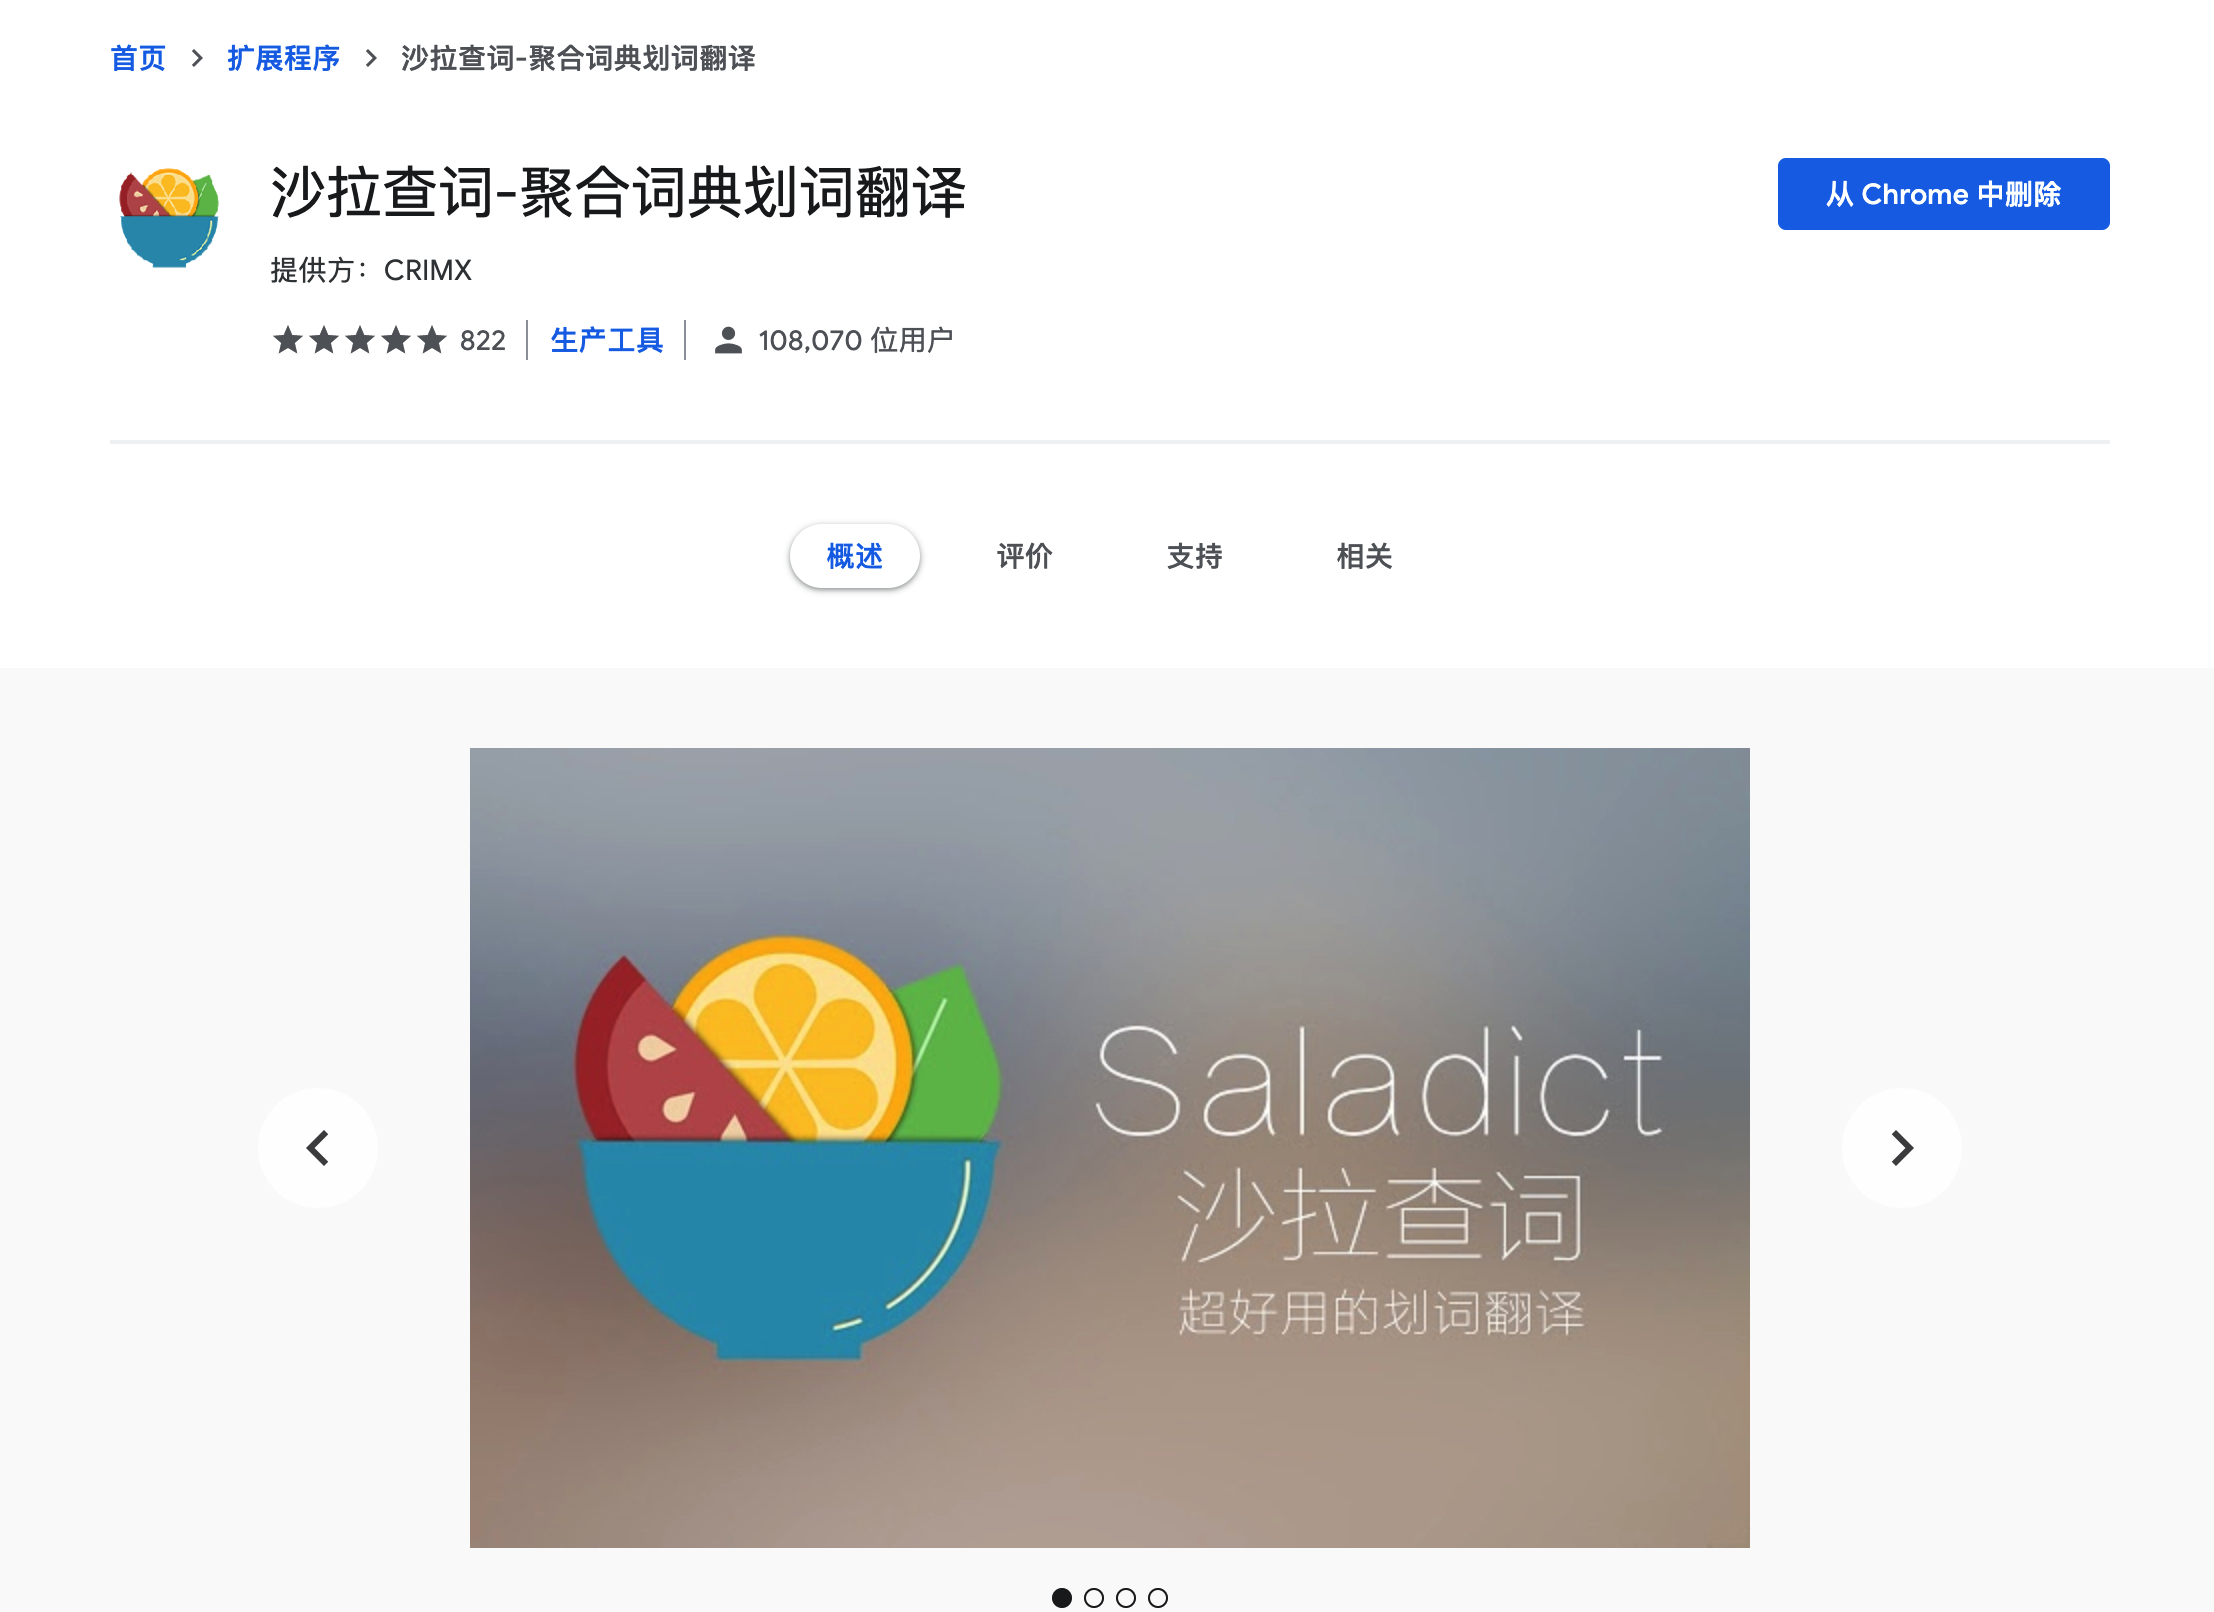 首页 > 扩展程序 > 沙拉查词-聚合词典划词翻译
沙拉查词-聚合词典划词翻译
从 Chrome 中删除
提供方：CRIMX
822 生产工具 108,070 位用户
概述 评价 支持 相关
Saladict
沙拉查词
超好用的划词翻译